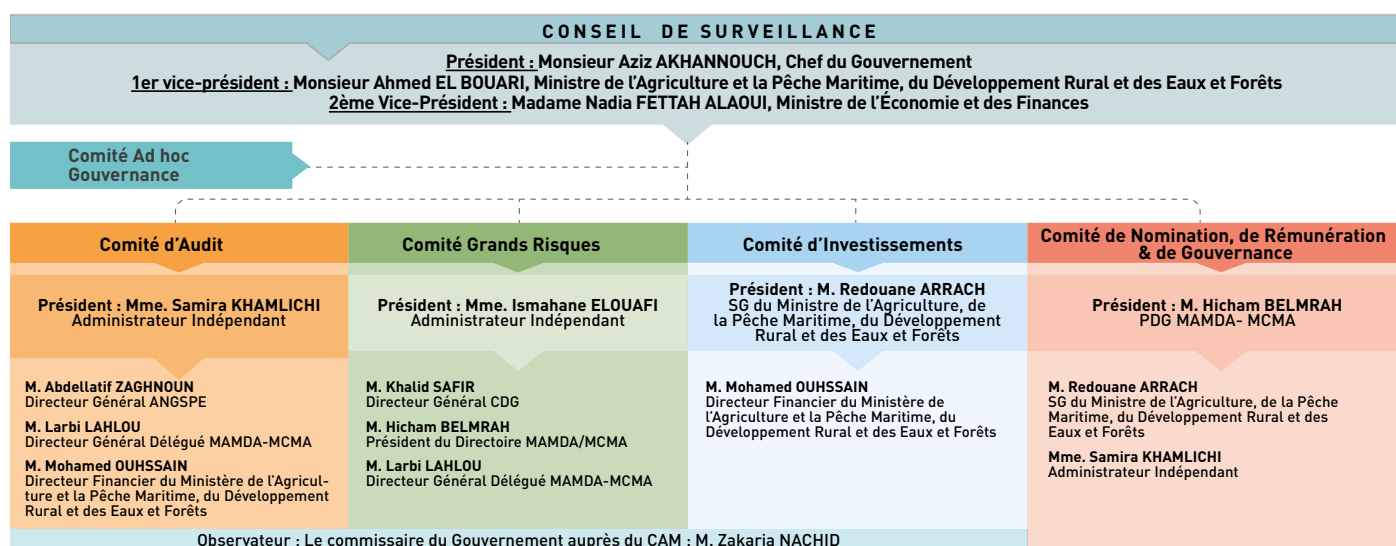 CONSEIL DE SURVEILLANCE
Président : Monsieur Aziz AKHANNOUCH, Chef du Gouvernement
1er vice-président : Monsieur Ahmed EL BOUARI, Ministre de l'Agriculture et la Pêche Maritime, du Développement Rural et des Eaux et Forêts
2ème Vice-Président : Madame Nadia FETTAH ALAOUI, Ministre de l'Économie et des Finances
Comité Ad hoc
Gouvernance
Comité d'Audit
Président : Mme. Samira KHAMLICHI
Administrateur Indépendant
M. Abdellatif ZAGHNOUN
Directeur Général ANGSPE
M. Larbi LAHLOU
Directeur Général Délégué MAMDA-MCMA
M. Mohamed OUHSSAIN
Directeur Financier du Ministère de l'Agricul-
ture et la Pêche Maritime, du Développement
Rural et des Eaux et Forêts
Comité Grands Risques
Président : Mme. Ismahane ELOUAFI
Administrateur Indépendant
M. Khalid SAFIR
Directeur Général CDG
M. Hicham BELMRAH
Président du Directoire MAMDA/MCMA
M. Larbi LAHLOU
Directeur Général Délégué MAMDA-MCMA
Comité d'Investissements
Président : M. Redouane ARRACH
SG du Ministre de l'Agriculture, de
la Pêche Maritime, du Développement
Rural et des Eaux et Forêts
M. Mohamed OUHSSAIN
Directeur Financier du Ministère de
l'Agriculture et la Pêche Maritime, du
Développement Rural et des Eaux et Forêts
Comité de Nomination, de Rémunération
& de Gouvernance
Président : M. Hicham BELMRAH
PDG MAMDA- MCMA
M. Redouane ARRACH
SG du Ministre de l'Agriculture, de la Pêche
Maritime, du Développement Rural et des
Eaux et Forêts
Mme. Samira KHAMLICHI
Administrateur Indépendant
Observateur : Le commissaire du Gouvernement auprès du CAM : M. Zakaria NACHID